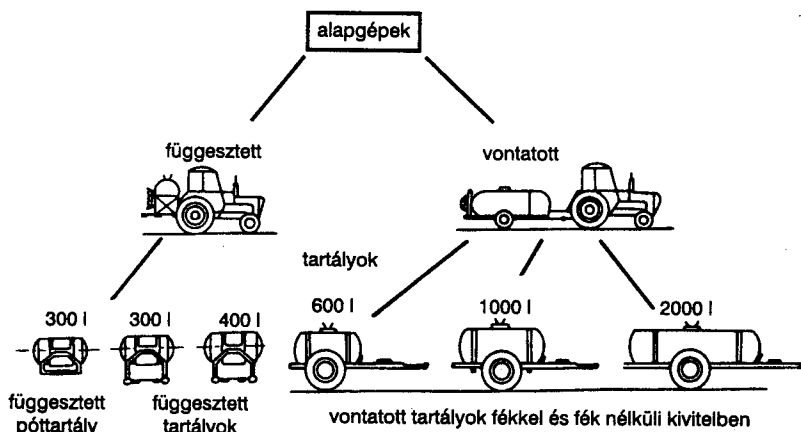 alapgépek
függesztett
vontatott
tartályok
300 l
300 l
400 l
600 l
1000 l
2000 l
függesztett
póttartály
függesztett
tartályok
vontatott tartályok fékkel és fék nélküli kivitelben